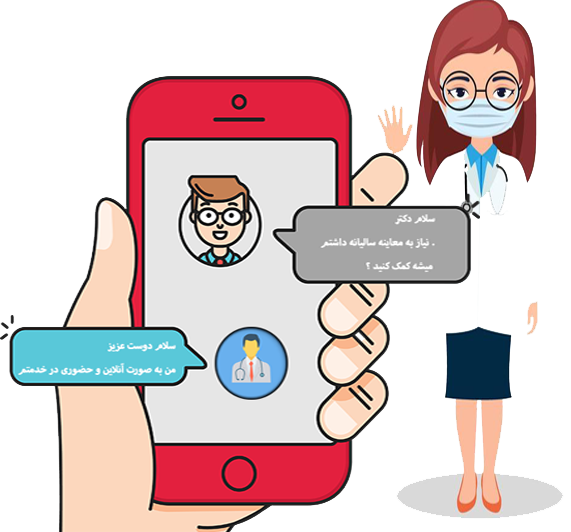 سلام دکتر
، نیاز به معاینه سالیانه داشتم
میشه کمک کنید ؟
سلام دوست عزیز
من به صورت آنلاین و حضوری در خدمتم